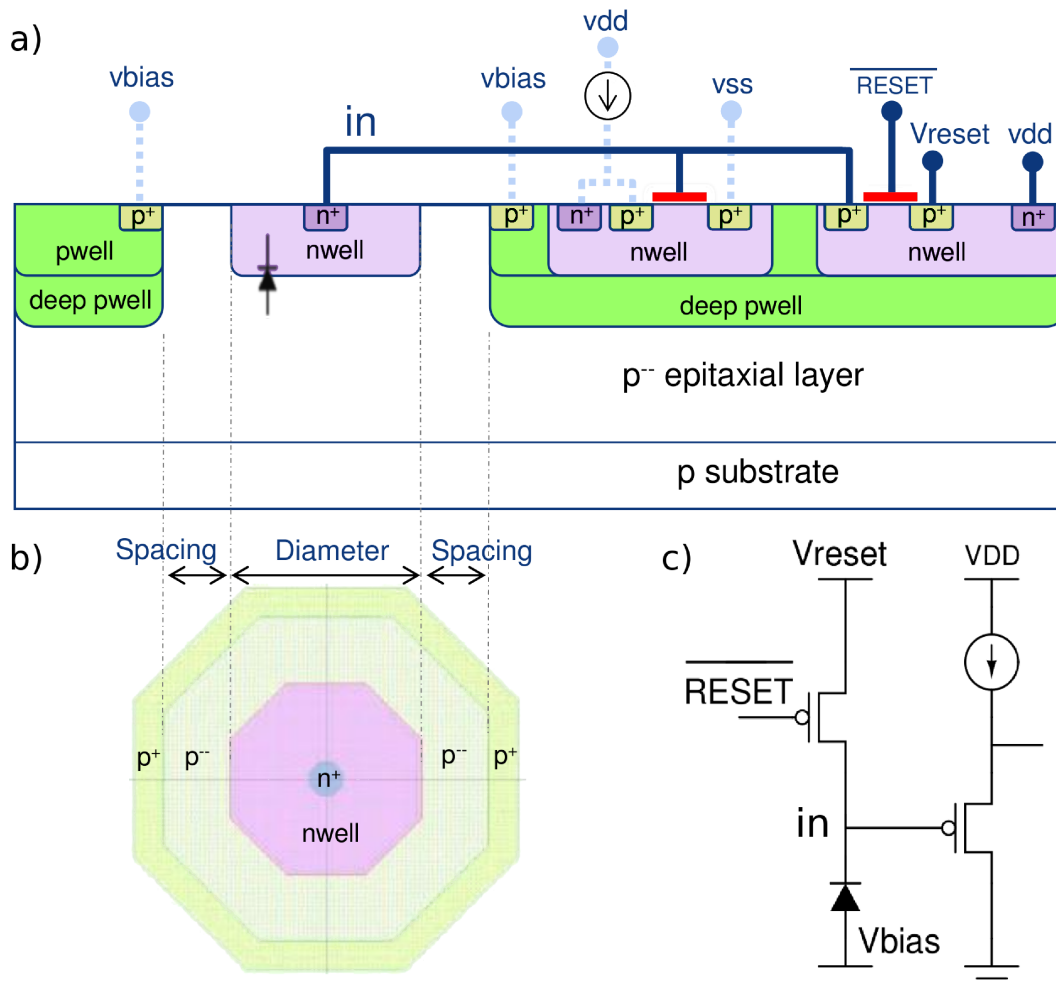 a)
vdd
vbias
vbias
vss
RESET
in
Vreset
vdd
p+
n+
p+
n+
p+
p+
p+
p+
n+
pwell
nwell
nwell
nwell
deep pwell
deep pwell
p-- epitaxial layer
p substrate
b)
Spacing
Diameter
Spacing
p+
p--
n+
p--
p+
nwell
c)
Vreset
VDD
RESET
in
Vbias